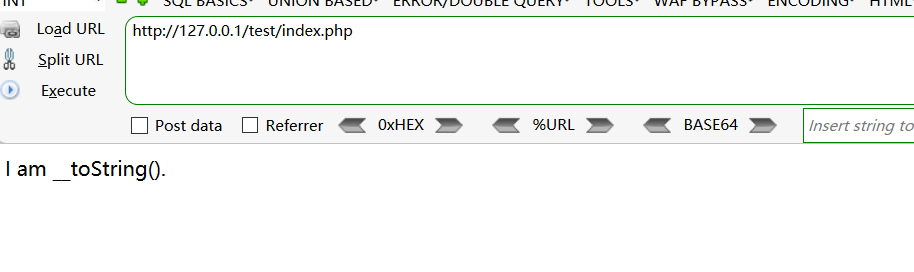 INT SQL BASICS UNION BASED ERROR/DOUBLE QUERY TOOLS WAF BYPASS ENCODING HTML
Load URL
http://127.0.0.1/test/index.php
Split URL
Execute
Post data Referrer 0xHEX %URL BASE64 Insert string to
I am __toString().